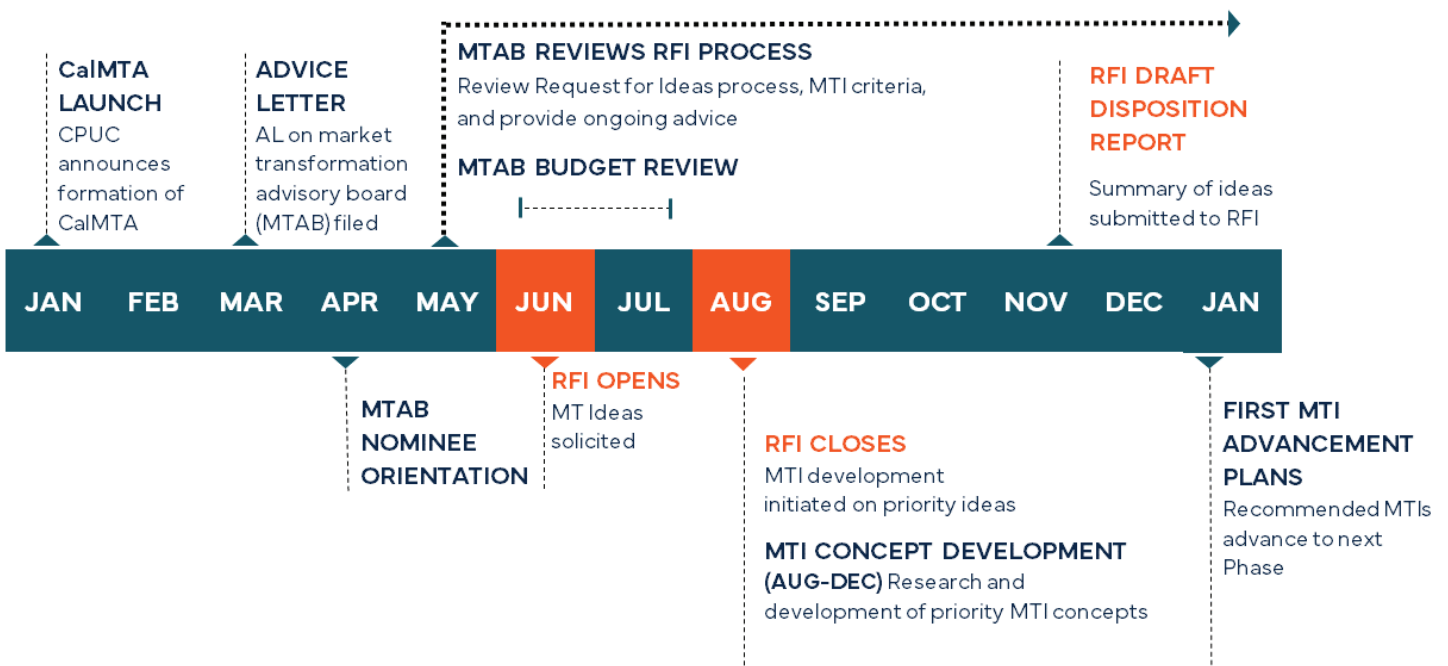 CalMTA
LAUNCH
CPUC
announces
formation of
CalMTA
ADVICE
LETTER
AL on market
transformation
advisory board
(MTAB) filed
MTAB REVIEWS RFI PROCESS
Review Request for Ideas process, MTI criteria,
and provide ongoing advice
MTAB BUDGET REVIEW
RFI DRAFT
DISPOSITION
REPORT
Summary of ideas
submitted to RFI
JAN FEB MAR APR MAY JUN JUL AUG SEP OCT NOV DEC JAN
MTAB
NOMINEE
ORIENTATION
RFI OPENS
MT Ideas
solicited
RFI CLOSES
MTI development
initiated on priority ideas
MTI CONCEPT DEVELOPMENT
(AUG-DEC) Research and
development of priority MTI concepts
FIRST MTI
ADVANCEMENT
PLANS
Recommended MTIs
advance to next
Phase